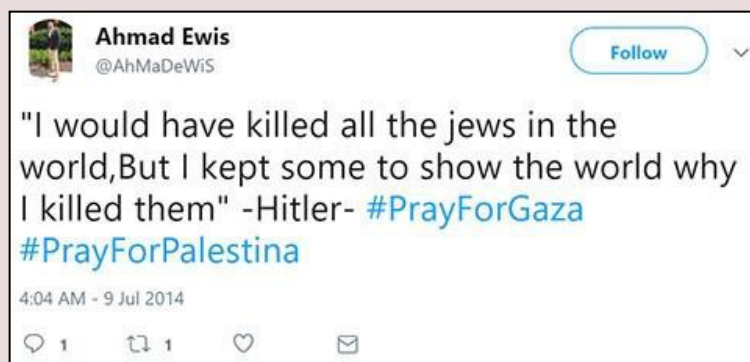 Ahmad Ewis
@AhMaDeWiS
Follow
"I would have killed all the jews in the
world,But I kept some to show the world why
I killed them" -Hitler- #PrayForGaza
#PrayForPalestina
4:04 AM - 9 Jul 2014
1 1